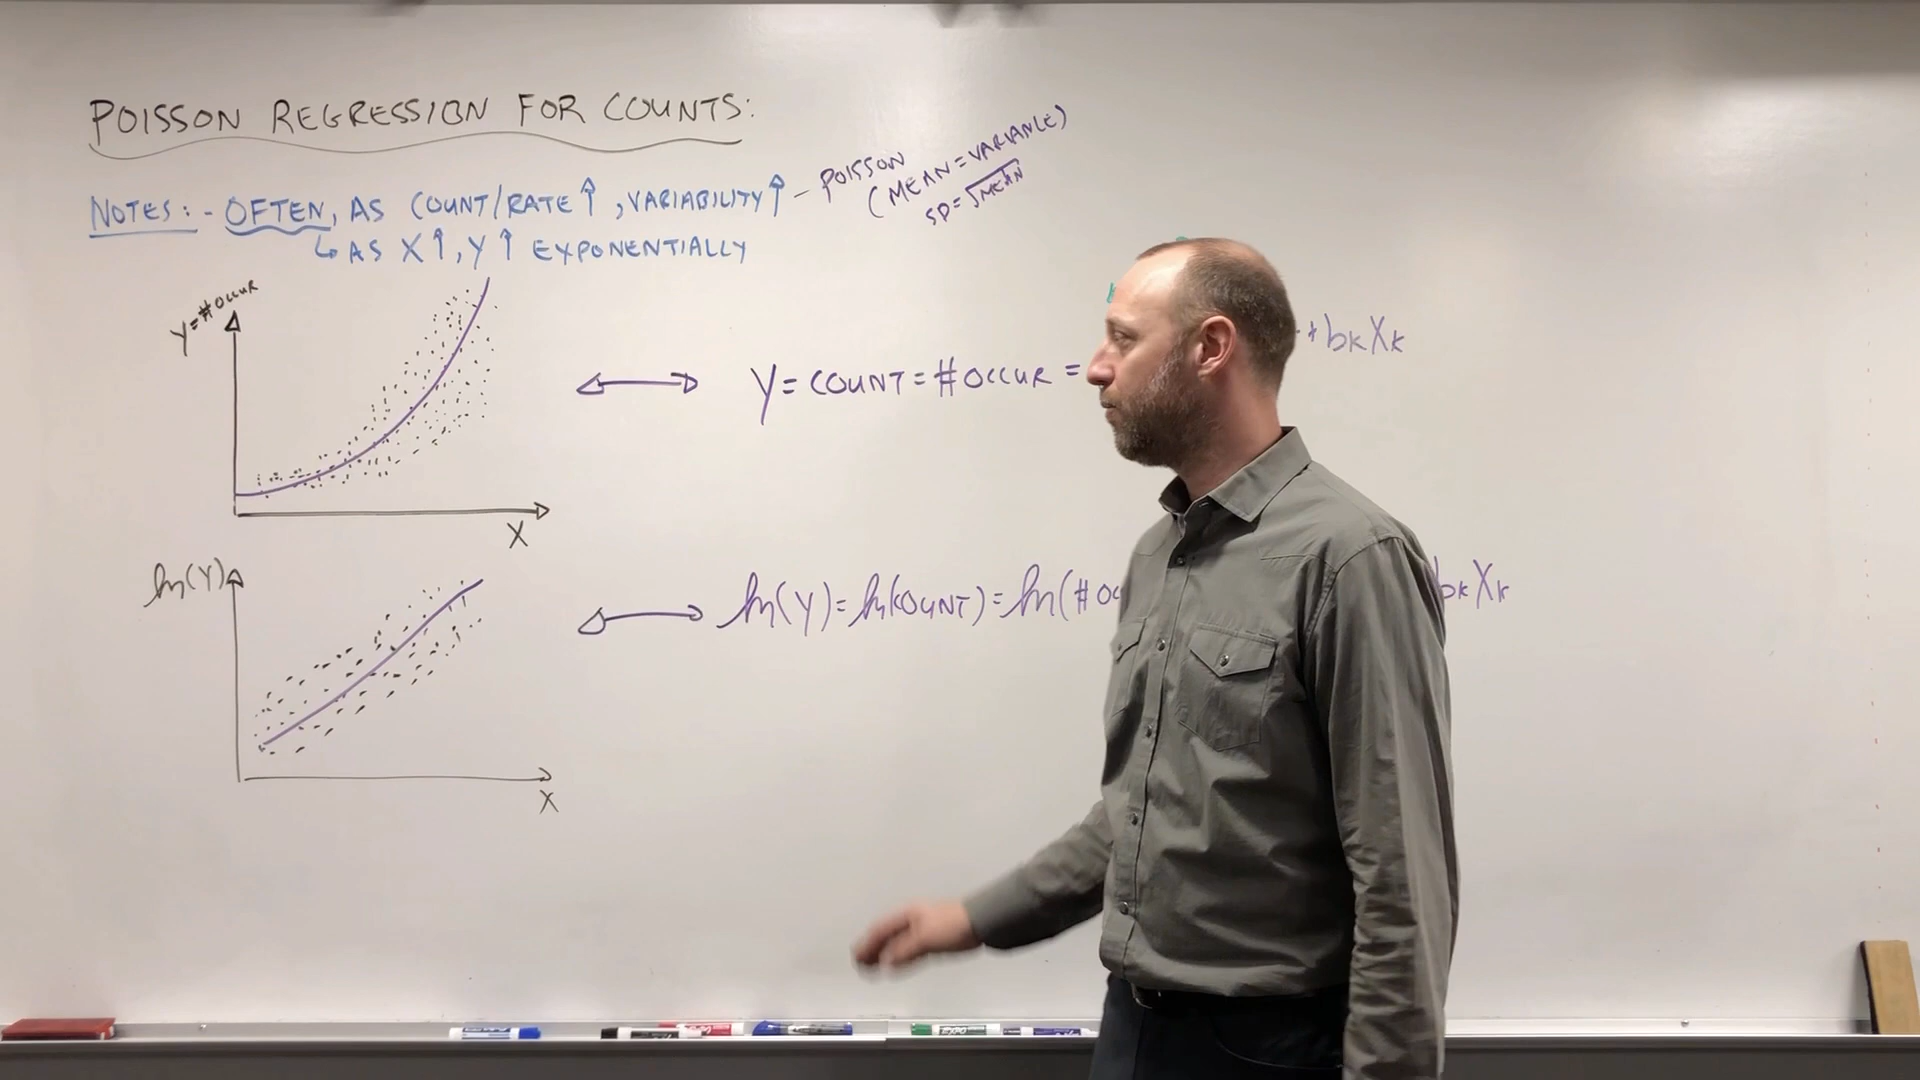 POISSON REGRESSION FOR COUNTS:
NOTES: - OFTEN, AS COUNT/RATE ↑, VARIABILITY ↑ - POISSON
(MEAN = VARIANCE)
SD = √MEAN
↳ AS X ↑, Y ↑ EXPONENTIALLY
Y = # OCCUR
X
Y = COUNT = # OCCUR =
+ bkXk
ln(Y)
X
ln(Y) = ln(COUNT) = ln(#
bkXk